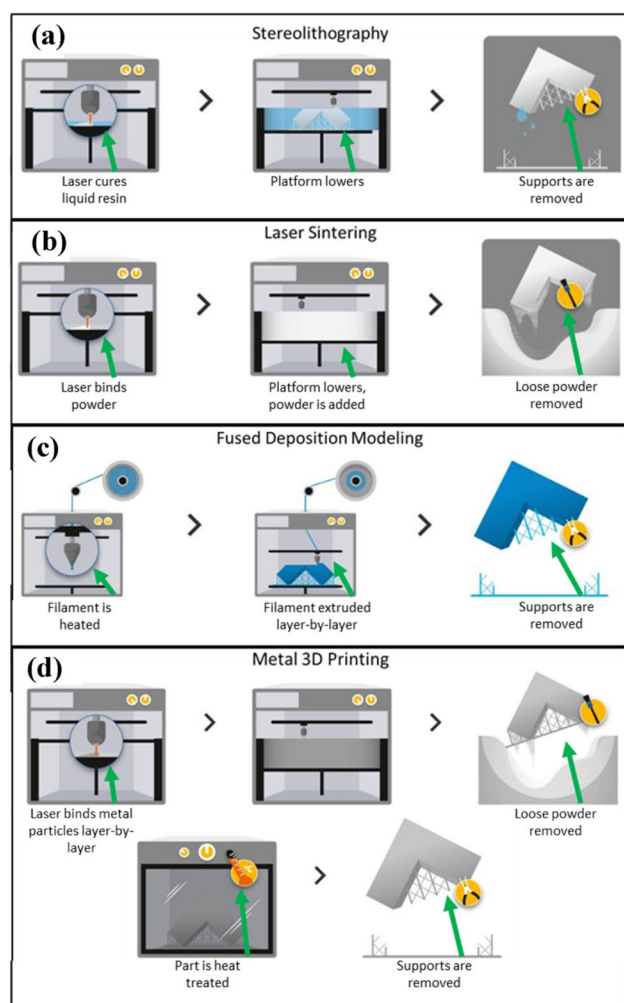 (a)
Stereolithography
Laser cures
liquid resin
Platform lowers
Supports are
removed
(b)
Laser Sintering
Laser binds
powder
Platform lowers,
powder is added
Loose powder
removed
(c)
Fused Deposition Modeling
Filament is
heated
Filament extruded
layer-by-layer
Supports are
removed
(d)
Metal 3D Printing
Laser binds metal
particles layer-by-
layer
Loose powder
removed
Part is heat
treated
Supports are
removed